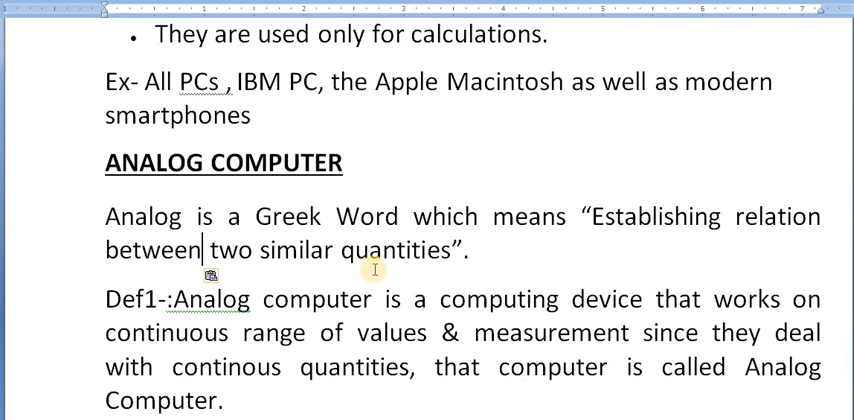 • They are used only for calculations.
Ex- All PCs , IBM PC, the Apple Macintosh as well as modern
smartphones
ANALOG COMPUTER
Analog is a Greek Word which means “Establishing relation
between two similar quantities”.
Def1-:Analog computer is a computing device that works on
continuous range of values & measurement since they deal
with continous quantities, that computer is called Analog
Computer.